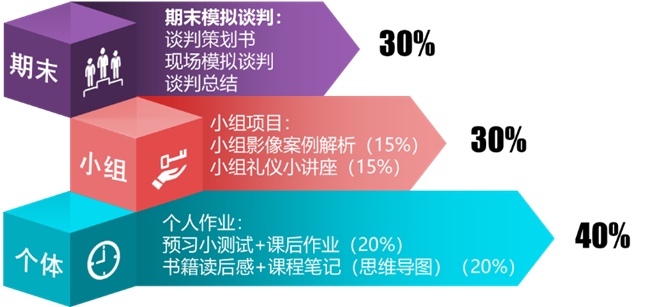 期末
期末模拟谈判：
谈判策划书
现场模拟谈判
谈判总结
30%
小组
小组项目：
小组影像案例解析（15%）
小组礼仪小讲座（15%）
30%
个体
个人作业：
预习小测试+课后作业（20%）
书籍读后感+课程笔记（思维导图）（20%）
40%